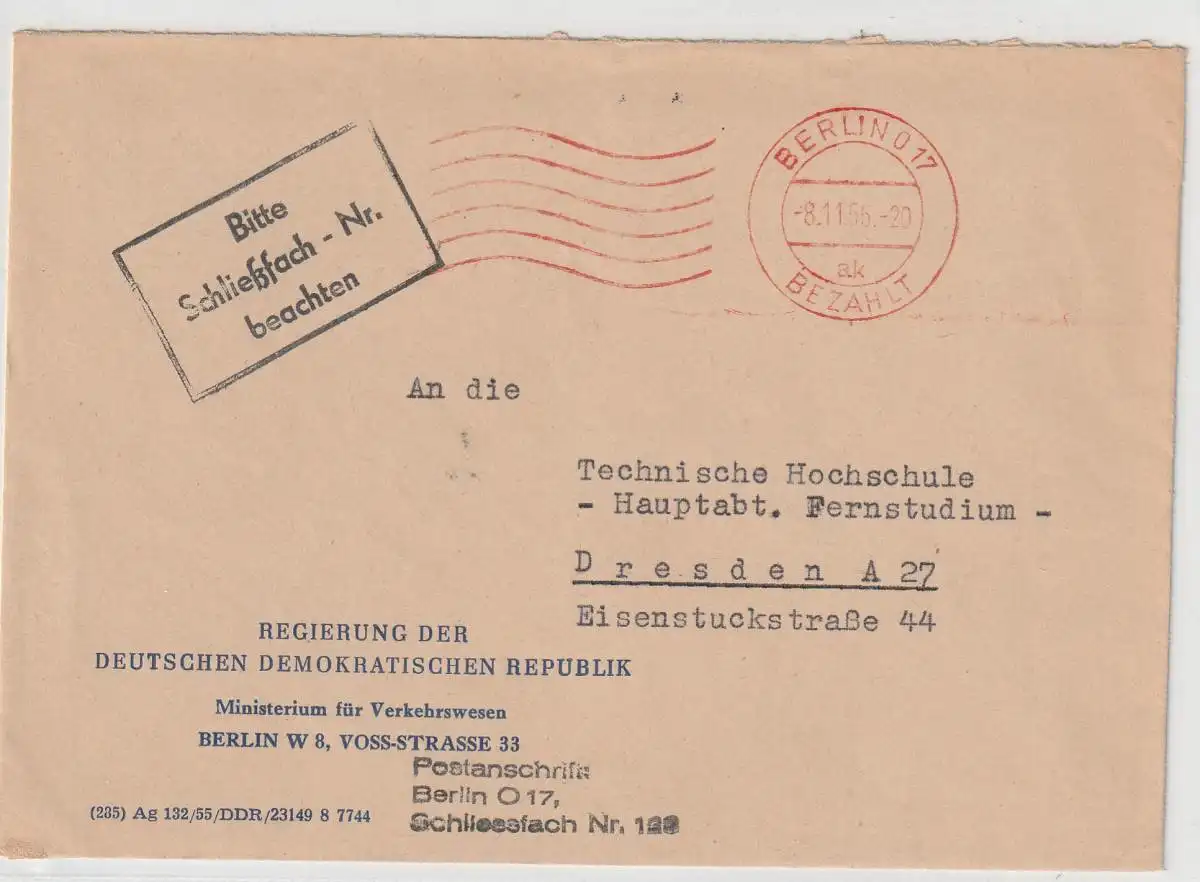 Bitte
Schließfach - Nr.
beachten
BERLIN O 17
-8.11.55.-20
ak
BEZAHLT
An die
Technische Hochschule
- Hauptabt. Fernstudium -
Dresden A 27
Eisenstuckstraße 44
REGIERUNG DER
DEUTSCHEN DEMOKRATISCHEN REPUBLIK
Ministerium für Verkehrswesen
BERLIN W 8, VOSS-STRASSE 33
Postanschrift:
Berlin O 17,
Schliessfach Nr.
(285) Ag 132/55/DDR/23149 8 7744